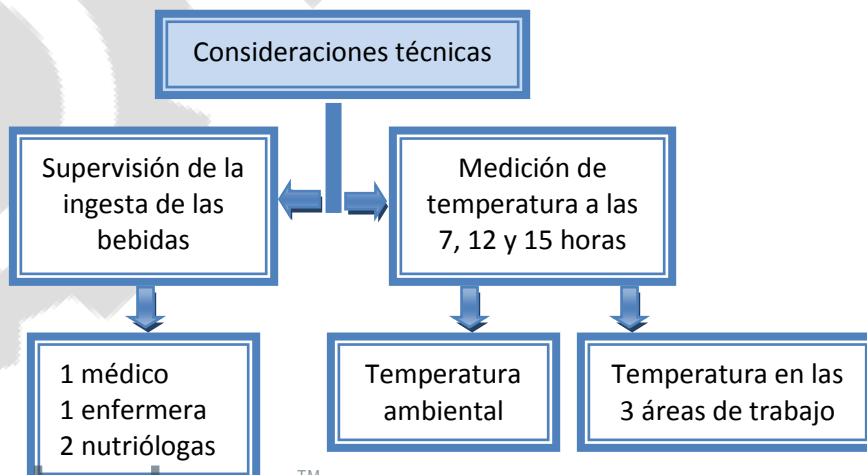 Consideraciones técnicas
Supervisión de la
ingesta de las
bebidas
Medición de
temperatura a las
7, 12 y 15 horas
1 médico
1 enfermera
2 nutriólogas
Temperatura
ambiental
Temperatura en las
3 áreas de trabajo
TM